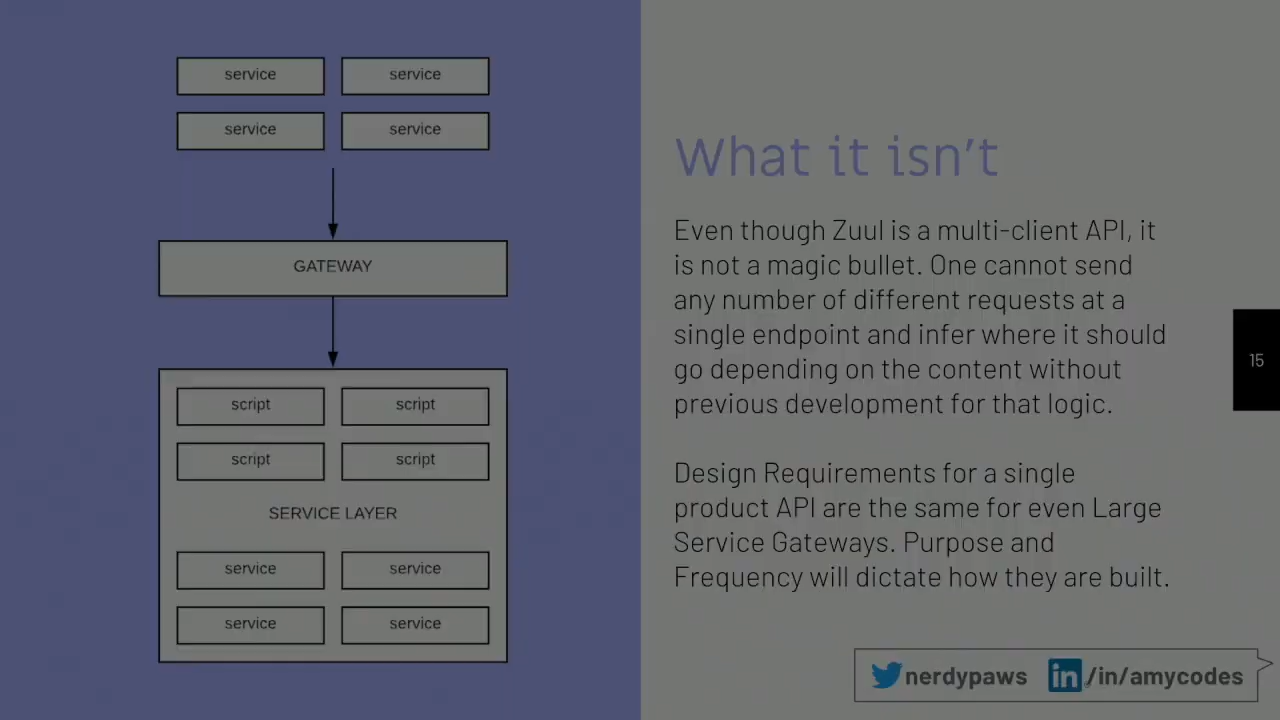 service service
service service
GATEWAY
script script
script script
SERVICE LAYER
service service
service service
What it isn't
Even though Zuul is a multi-client API, it
is not a magic bullet. One cannot send
any number of different requests at a
single endpoint and infer where it should
go depending on the content without
previous development for that logic.
Design Requirements for a single
product API are the same for even Large
Service Gateways. Purpose and
Frequency will dictate how they are built.
15
nerdypaws in /in/amycodes